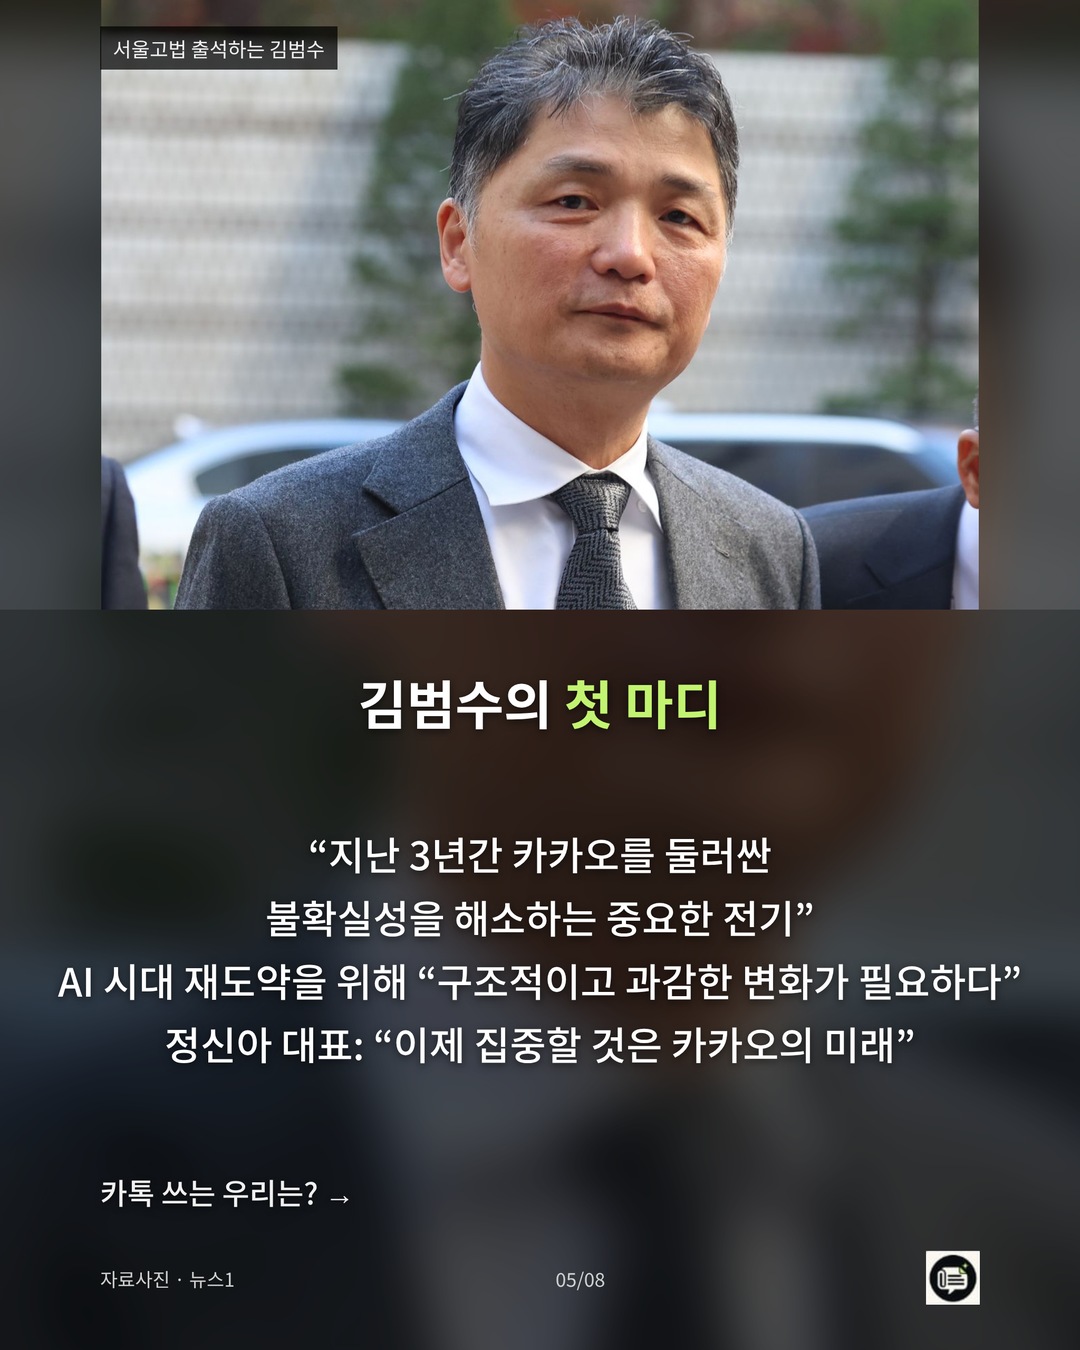 서울고법 출석하는 김범수
김범수의 첫 마디
“지난 3년간 카카오를 둘러싼
불확실성을 해소하는 중요한 전기”
AI 시대 재도약을 위해 “구조적이고 과감한 변화가 필요하다”
정신아 대표: “이제 집중할 것은 카카오의 미래”
카톡 쓰는 우리는? →
자료사진 · 뉴스1
05/08